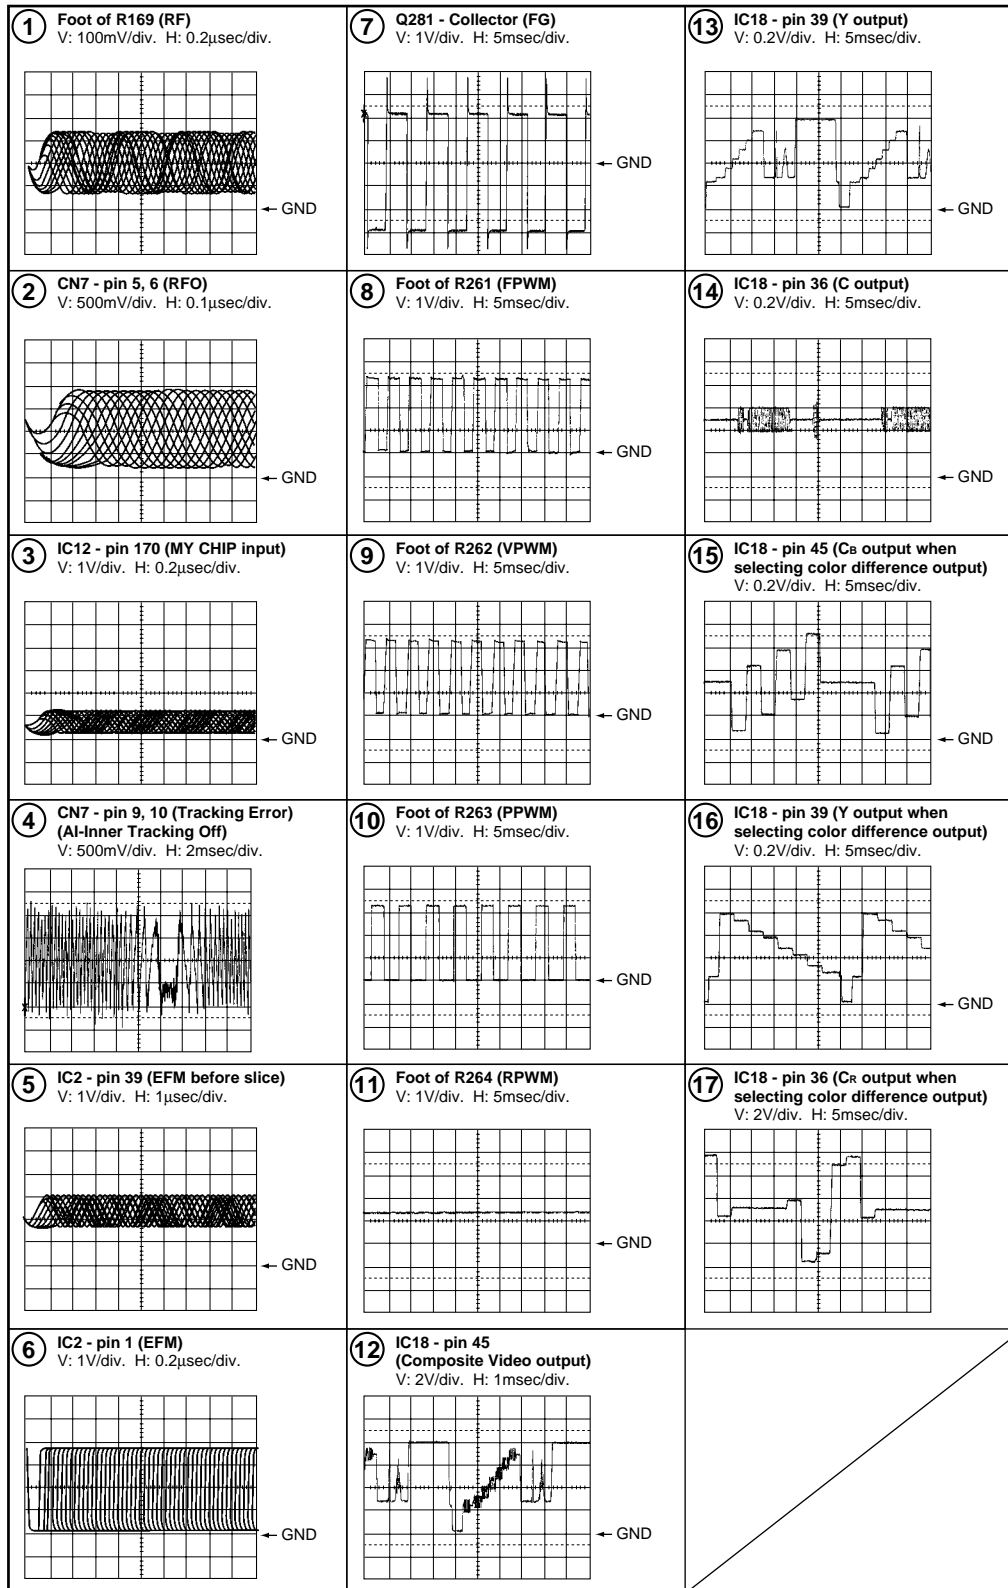 1 Foot of R169 (RF)
V: 100mV/div. H: 0.2µsec/div.
GND
2 CN7 - pin 5, 6 (RFO)
V: 500mV/div. H: 0.1µsec/div.
GND
3 IC12 - pin 170 (MY CHIP input)
V: 1V/div. H: 0.2µsec/div.
GND
4 CN7 - pin 9, 10 (Tracking Error)
(AI-Inner Tracking Off)
V: 500mV/div. H: 2msec/div.
5 IC2 - pin 39 (EFM before slice)
V: 1V/div. H: 1µsec/div.
GND
6 IC2 - pin 1 (EFM)
V: 1V/div. H: 0.2µsec/div.
GND
7 Q281 - Collector (FG)
V: 1V/div. H: 5msec/div.
GND
8 Foot of R261 (FPWM)
V: 1V/div. H: 5msec/div.
GND
9 Foot of R262 (VPWM)
V: 1V/div. H: 5msec/div.
GND
10 Foot of R263 (PPWM)
V: 1V/div. H: 5msec/div.
GND
11 Foot of R264 (RPWM)
V: 1V/div. H: 5msec/div.
GND
12 IC18 - pin 45
(Composite Video output)
V: 2V/div. H: 1msec/div.
GND
13 IC18 - pin 39 (Y output)
V: 0.2V/div. H: 5msec/div.
GND
14 IC18 - pin 36 (C output)
V: 0.2V/div. H: 5msec/div.
GND
15 IC18 - pin 45 (CB output when
selecting color difference output)
V: 0.2V/div. H: 5msec/div.
GND
16 IC18 - pin 39 (Y output when
selecting color difference output)
V: 0.2V/div. H: 5msec/div.
GND
17 IC18 - pin 36 (CR output when
selecting color difference output)
V: 2V/div. H: 5msec/div.